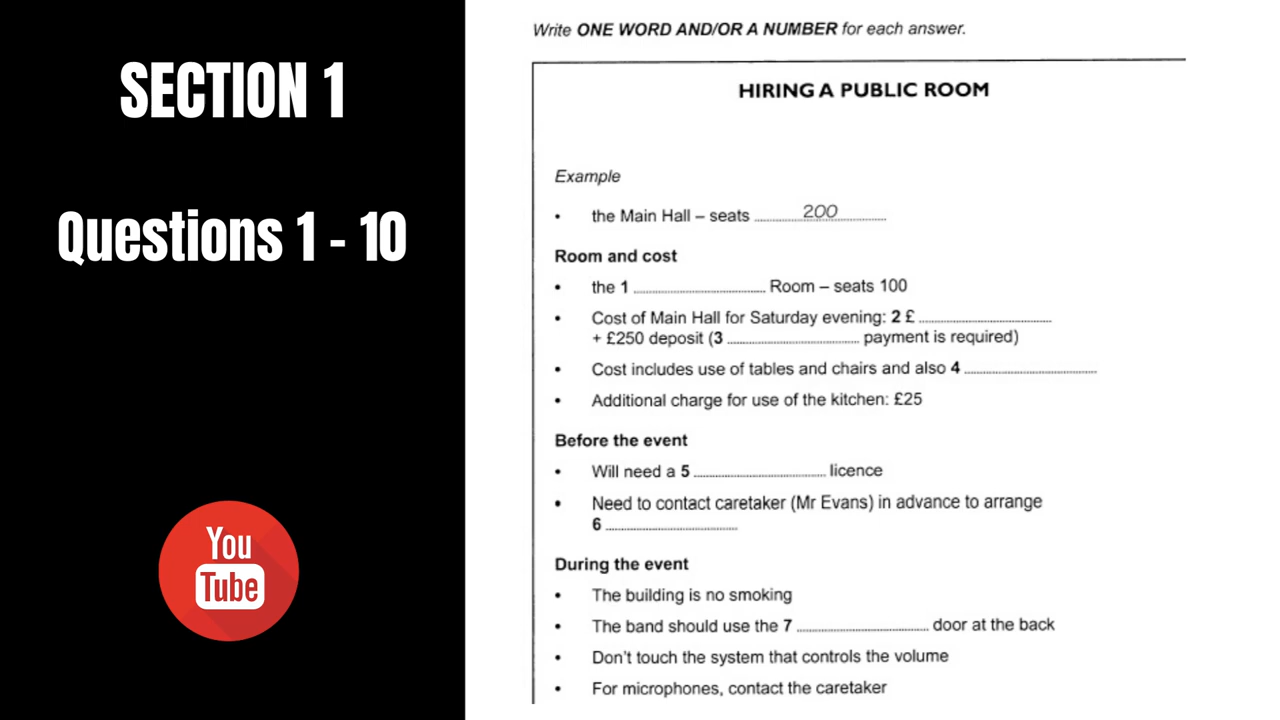 SECTION 1
Questions 1 - 10
You
Tube
Write ONE WORD AND/OR A NUMBER for each answer.
HIRING A PUBLIC ROOM
Example
• the Main Hall – seats 200
Room and cost
• the 1 .................... Room – seats 100
• Cost of Main Hall for Saturday evening: 2 £ ....................
+ £250 deposit (3 .................... payment is required)
• Cost includes use of tables and chairs and also 4 ....................
• Additional charge for use of the kitchen: £25
Before the event
• Will need a 5 .................... licence
• Need to contact caretaker (Mr Evans) in advance to arrange
6 ....................
During the event
• The building is no smoking
• The band should use the 7 .................... door at the back
• Don't touch the system that controls the volume
• For microphones, contact the caretaker